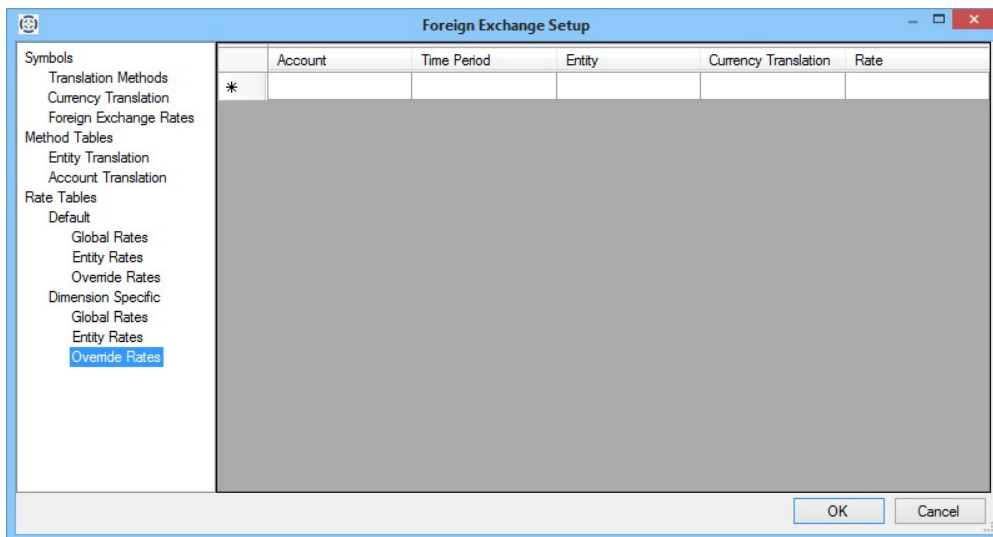 Foreign Exchange Setup
Symbols
Translation Methods
Currency Translation
Foreign Exchange Rates
Method Tables
Entity Translation
Account Translation
Rate Tables
Default
Global Rates
Entity Rates
Override Rates
Dimension Specific
Global Rates
Entity Rates
Override Rates
Account Time Period Entity Currency Translation Rate
*
OK Cancel